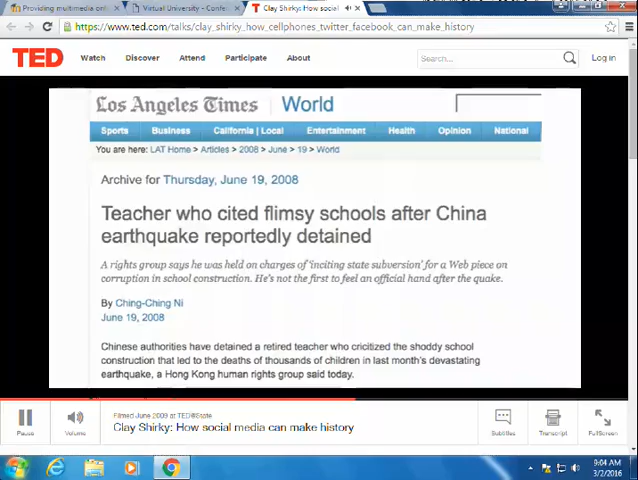 Providing multimedia onli
Virtual University - Confe
Clay Shirky: How social m
https://www.ted.com/talks/clay_shirky_how_cellphones_twitter_facebook_can_make_history
TED
Watch
Discover
Attend
Participate
About
Search...
Log in
Los Angeles Times | World
Sports
Business
California | Local
Entertainment
Health
Opinion
National
You are here: LAT Home > Articles > 2008 > June > 19 > World
Archive for Thursday, June 19, 2008
Teacher who cited flimsy schools after China
earthquake reportedly detained
A rights group says he was held on charges of 'inciting state subversion' for a Web piece on
corruption in school construction. He's not the first to feel an official hand after the quake.
By Ching-Ching Ni
June 19, 2008
Chinese authorities have detained a retired teacher who criticized the shoddy school
construction that led to the deaths of thousands of children in last month's devastating
earthquake, a Hong Kong human rights group said today.
Pause
Volume
Filmed June 2009 at TED@State
Clay Shirky: How social media can make history
Subtitles
Transcript
FullScreen
9:04 AM
3/2/2016